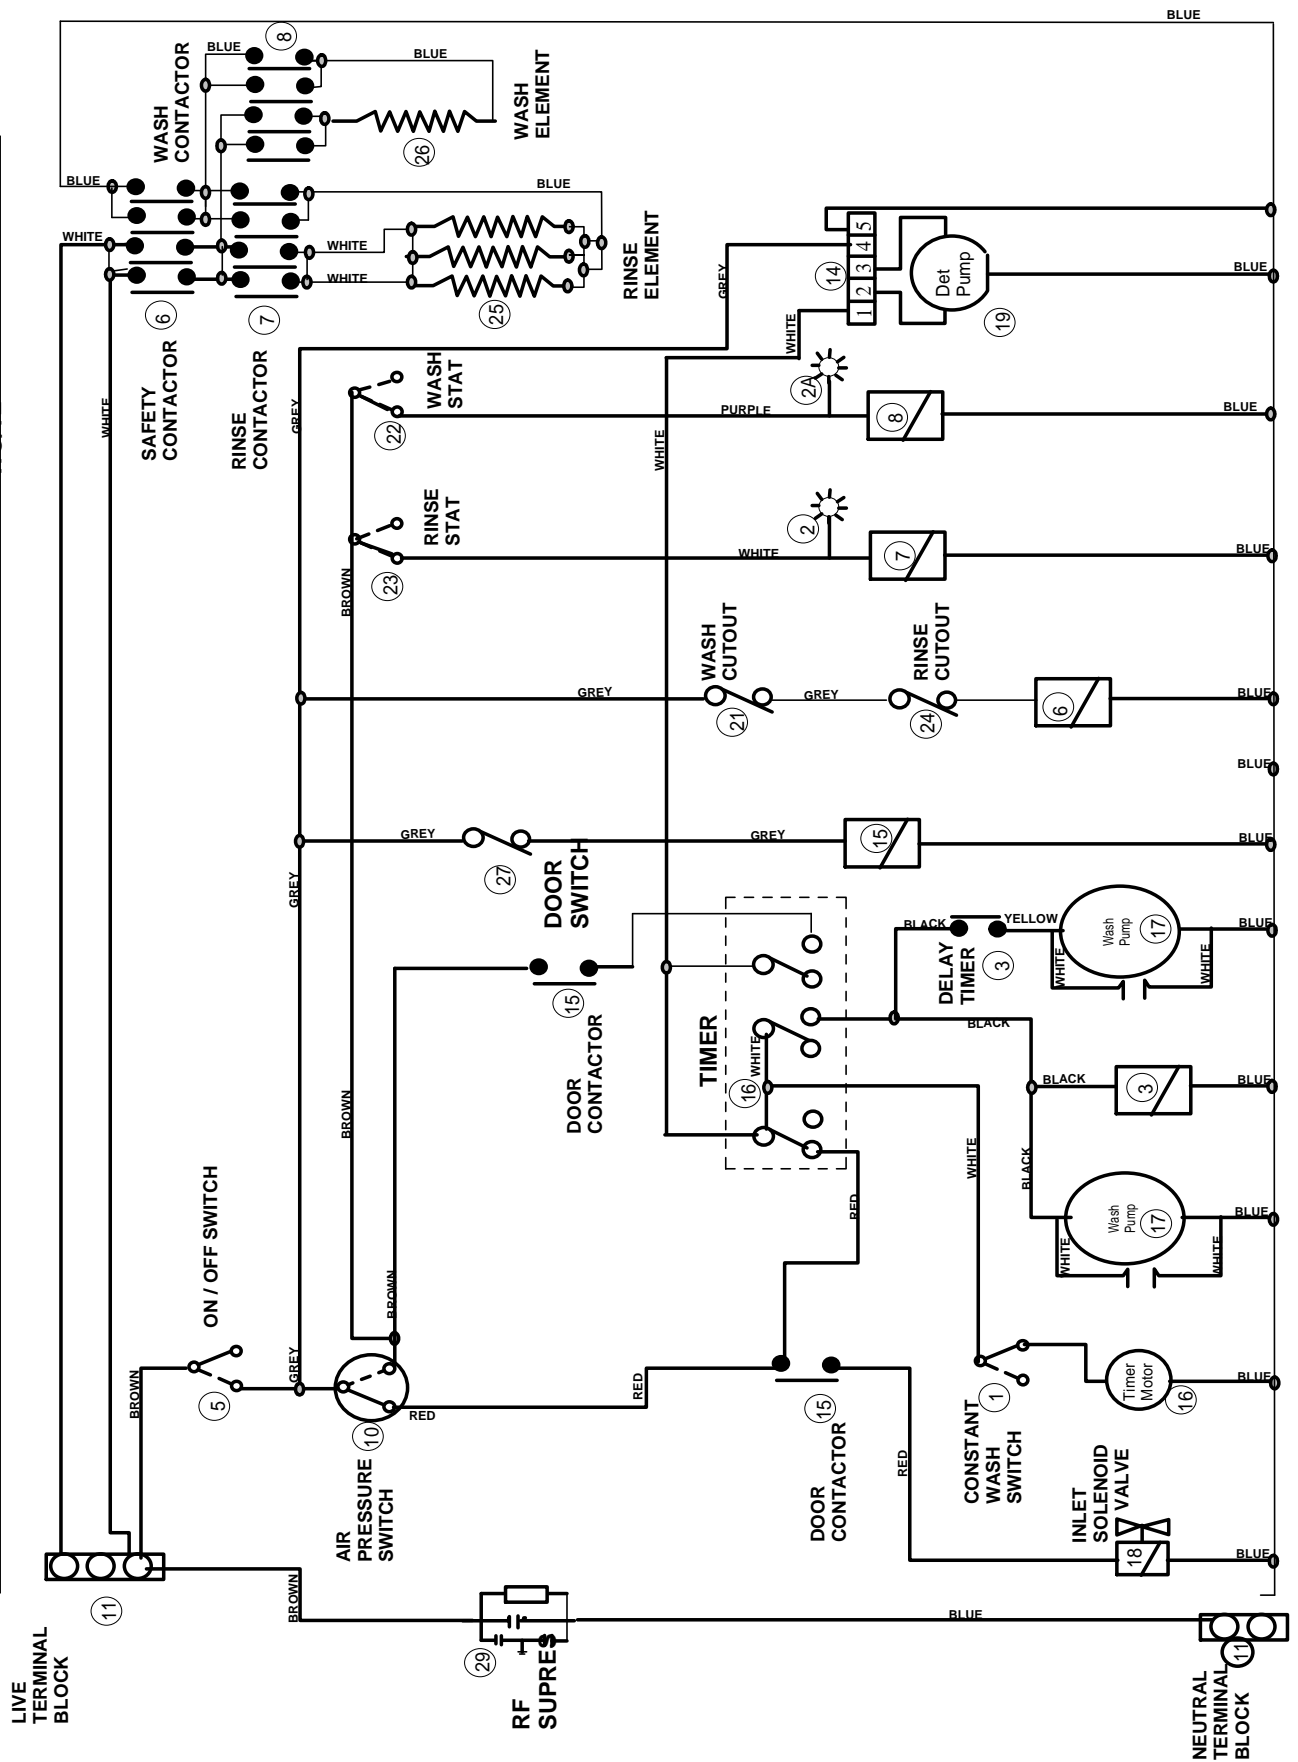 LIVE
TERMINAL
BLOCK
11
BROWN
29
RF
SUPRE
BLUE
NEUTRAL
TERMINAL
BLOCK
11
BROWN
5
ON / OFF SWITCH
GREY
10
AIR
PRESSURE
SWITCH
RED
RED
15
DOOR
CONTACTOR
RED
18
INLET
SOLENOID
VALVE
BLUE
CONSTANT
WASH
SWITCH
1
WHITE
Timer
Motor
16
BLUE
RED
BROWN
BROWN
Wash
Pump
17
WHITE
WHITE
BLUE
BLACK
BLACK
3
BLUE
DOOR
CONTACTOR
15
TIMER
16
WHITE
BLACK
BLACK
DELAY
TIMER
3
YELLOW
Wash
Pump
17
WHITE
WHITE
BLUE
GREY
GREY
27
DOOR
SWITCH
GREY
15
BLUE
BLUE
GREY
WASH
CUTOUT
21
GREY
RINSE
CUTOUT
24
6
BLUE
BROWN
23
RINSE
STAT
WHITE
2
7
BLUE
22
WASH
STAT
PURPLE
2A
8
BLUE
GREY
WHITE
WHITE
GREY
14
1
2
3
4
5
Det
Pump
19
BLUE
WHITE
WHITE
BLUE
6
SAFETY
CONTACTOR
7
RINSE
CONTACTOR
WHITE
WHITE
25
RINSE
ELEMENT
BLUE
WASH
CONTACTOR
BLUE
8
BLUE
26
WASH
ELEMENT
BLUE